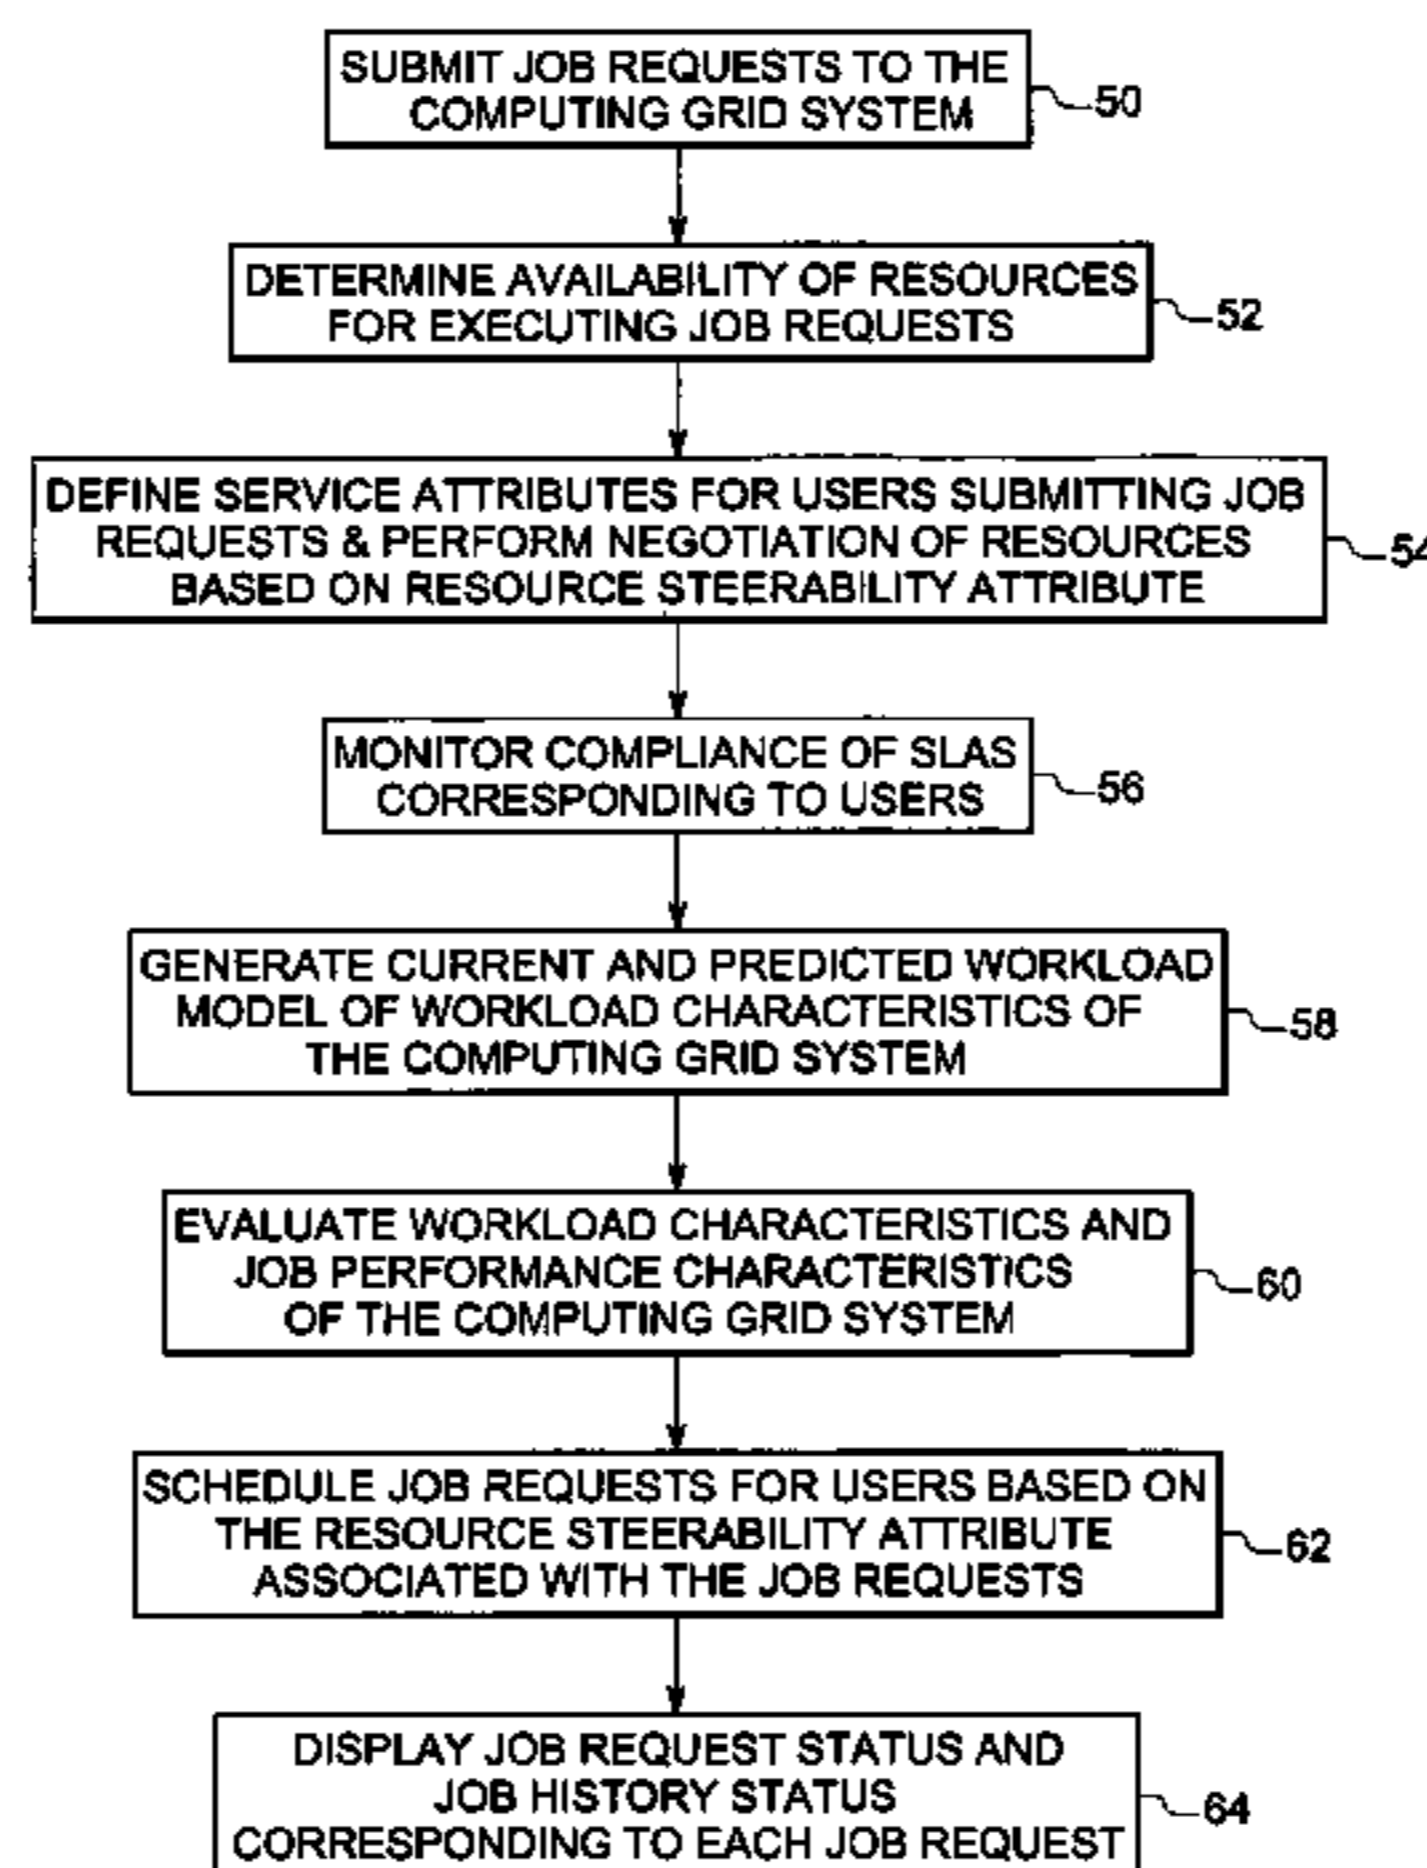 SUBMIT JOB REQUESTS TO THE
COMPUTING GRID SYSTEM
50
DETERMINE AVAILABILITY OF RESOURCES
FOR EXECUTING JOB REQUESTS
52
DEFINE SERVICE ATTRIBUTES FOR USERS SUBMITTING JOB
REQUESTS & PERFORM NEGOTIATION OF RESOURCES
BASED ON RESOURCE STEERABILITY ATTRIBUTE
54
MONITOR COMPLIANCE OF SLAS
CORRESPONDING TO USERS
56
GENERATE CURRENT AND PREDICTED WORKLOAD
MODEL OF WORKLOAD CHARACTERISTICS OF
THE COMPUTING GRID SYSTEM
58
EVALUATE WORKLOAD CHARACTERISTICS AND
JOB PERFORMANCE CHARACTERISTICS
OF THE COMPUTING GRID SYSTEM
60
SCHEDULE JOB REQUESTS FOR USERS BASED ON
THE RESOURCE STEERABILITY ATTRIBUTE
ASSOCIATED WITH THE JOB REQUESTS
62
DISPLAY JOB REQUEST STATUS AND
JOB HISTORY STATUS
CORRESPONDING TO EACH JOB REQUEST
64